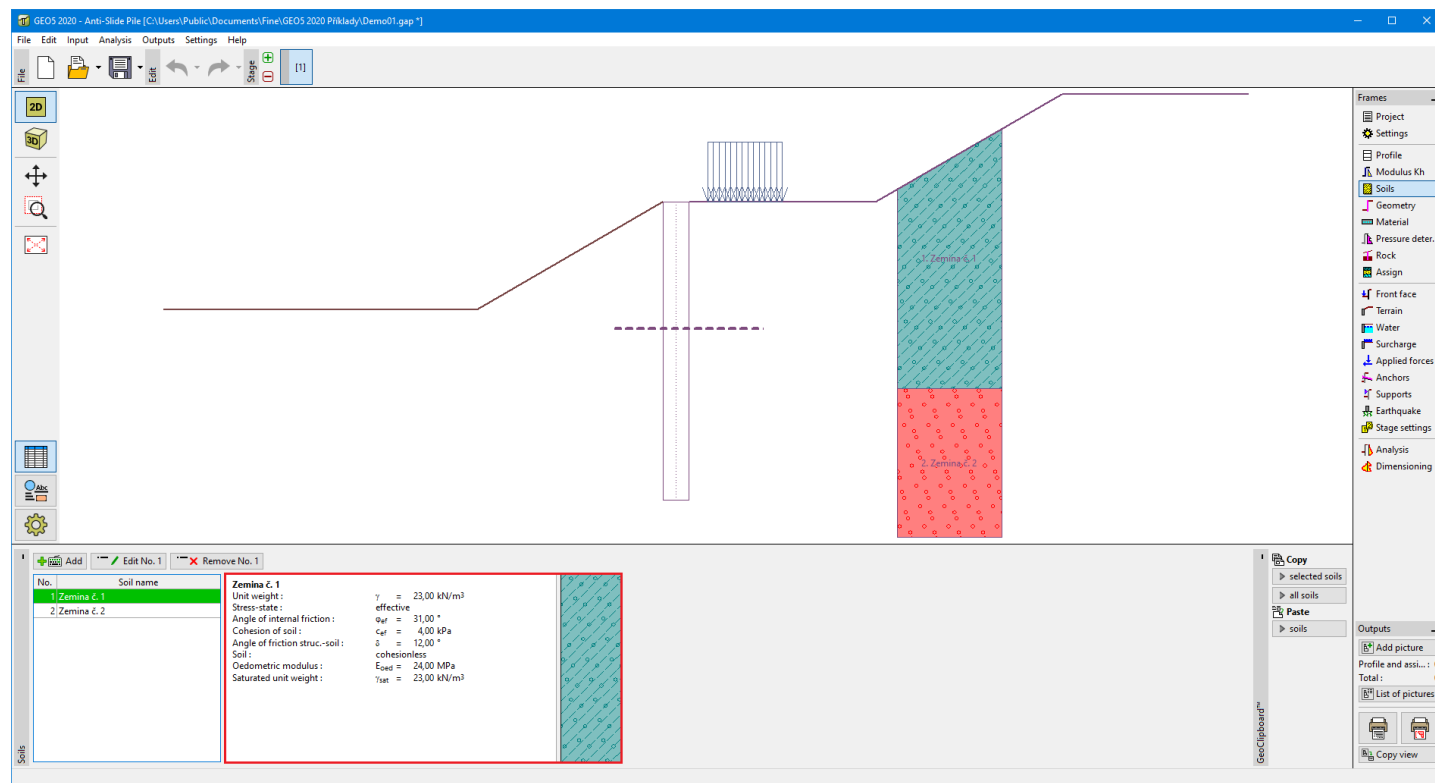 GEO5 2020 - Anti-Slide Pile [C:\Users\Public\Documents\Fine\GEO5 2020 Příklady\Demo01.gap *]
File Edit Input Analysis Outputs Settings Help
File
Edit
Stage
[1]
2D
3D
Abc
1. Zemina č. 1
2. Zemina č. 2
Frames
Project
Settings
Profile
Modulus Kh
Soils
Geometry
Material
Pressure deter.
Rock
Assign
Front face
Terrain
Water
Surcharge
Applied forces
Anchors
Supports
Earthquake
Stage settings
Analysis
Dimensioning
Soils
Add Edit No. 1 Remove No. 1
No. Soil name
1 Zemina č. 1
2 Zemina č. 2
Zemina č. 1
Unit weight : γ = 23,00 kN/m³
Stress-state : effective
Angle of internal friction : φef = 31,00 °
Cohesion of soil : cef = 4,00 kPa
Angle of friction struc.-soil : δ = 12,00 °
Soil : cohesionless
Oedometric modulus : Eoed = 24,00 MPa
Saturated unit weight : γsat = 23,00 kN/m³
GeoClipboard™
Copy
selected soils
all soils
Paste
soils
Outputs
Add picture
Profile and assi... :
Total :
List of pictures
Copy view